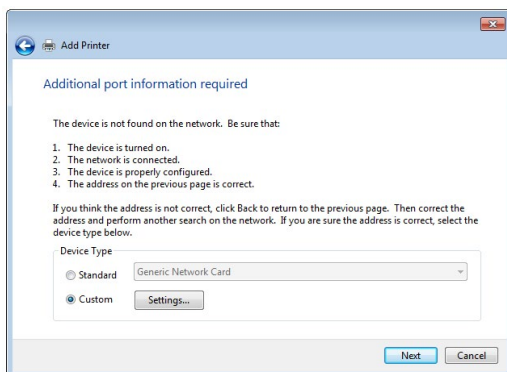 Add Printer
Additional port information required
The device is not found on the network. Be sure that:
1. The device is turned on.
2. The network is connected.
3. The device is properly configured.
4. The address on the previous page is correct.
If you think the address is not correct, click Back to return to the previous page. Then correct the
address and perform another search on the network. If you are sure the address is correct, select the
device type below.
Device Type
Standard Generic Network Card
Custom Settings...
Next Cancel